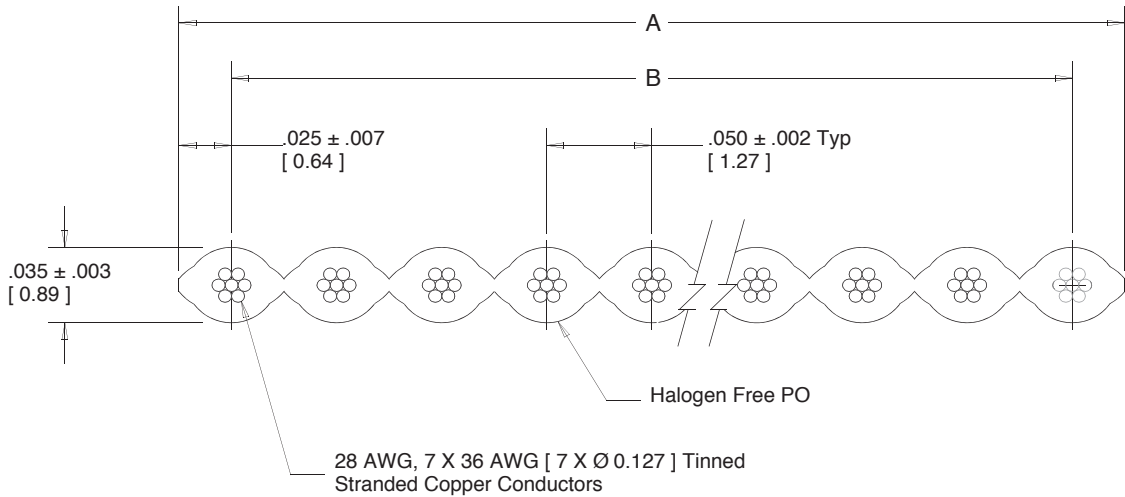 A
B
.025 ± .007
[ 0.64 ]
.050 ± .002 Typ
[ 1.27 ]
.035 ± .003
[ 0.89 ]
Halogen Free PO
28 AWG, 7 X 36 AWG [ 7 X Ø 0.127 ] Tinned
Stranded Copper Conductors